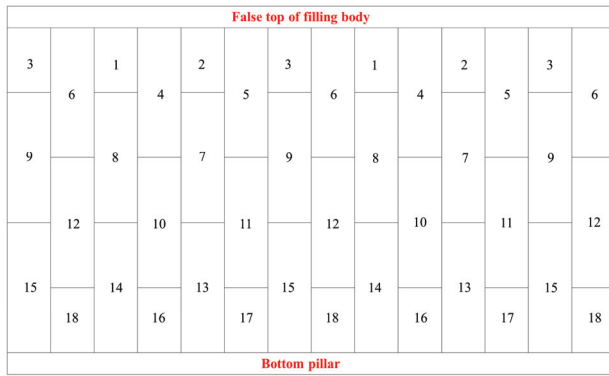 False top of filling body
3 1 2 3 1 2 3
6 4 5 6 4 5 6
9 8 7 9 8 7 9
12 10 11 12 10 11 12
15 14 13 15 14 13 15
18 16 17 18 16 17 18
Bottom pillar